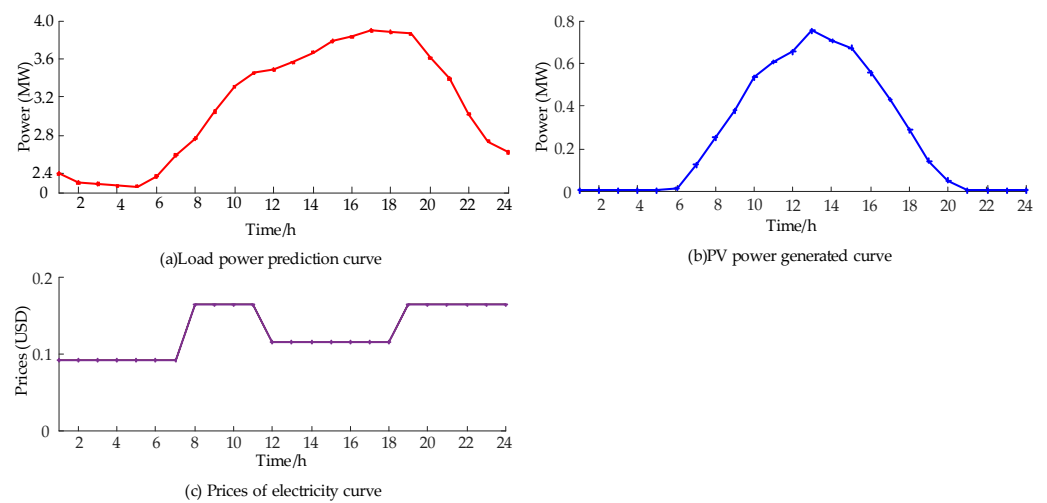 4.0
3.6
3.2
2.8
2.4
0
Power (MW)
2 4 6 8 10 12 14 16 18 20 22 24
Time/h
(a)Load power prediction curve
0.8
0.6
0.4
0.2
0
Power (MW)
2 4 6 8 10 12 14 16 18 20 22 24
Time/h
(b)PV power generated curve
0.2
0.1
0
Prices (USD)
2 4 6 8 10 12 14 16 18 20 22 24
Time/h
(c) Prices of electricity curve